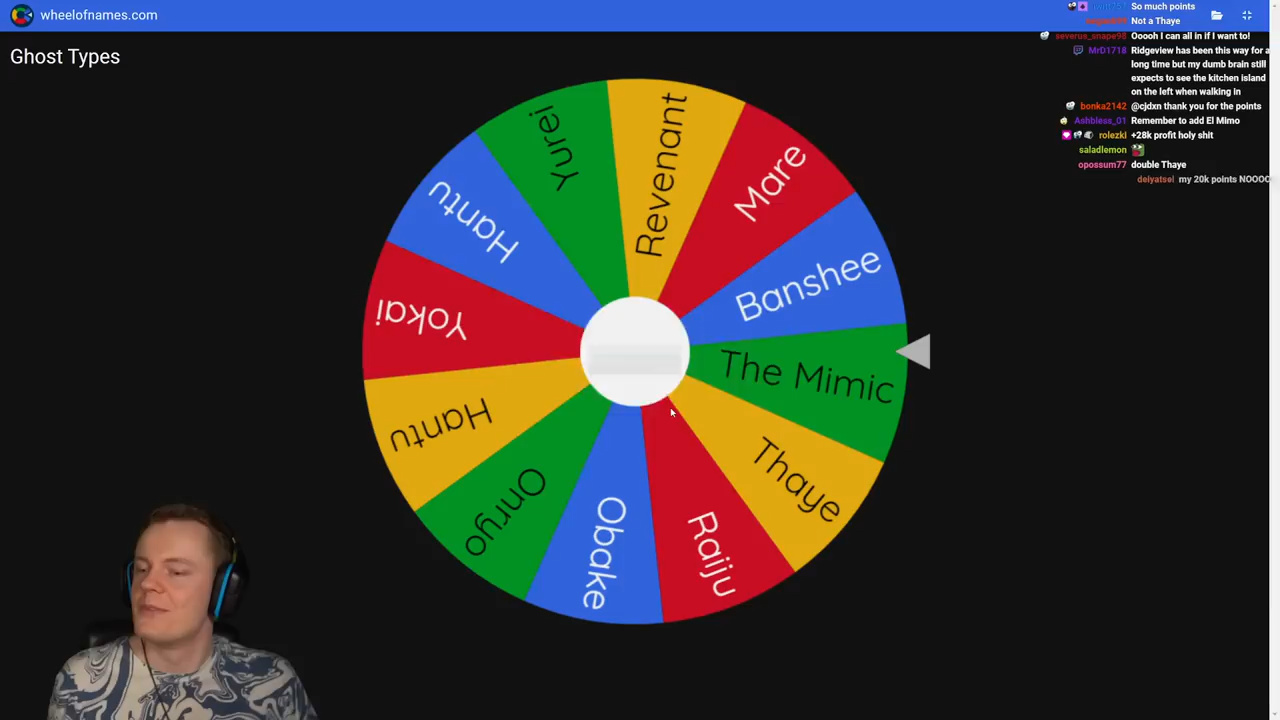 wheelofnames.com
Ghost Types
Revenant
Mare
Banshee
The Mimic
Thaye
Raiju
Obake
Onryo
Hantu
Yokai
Hantu
Yurei
So much points
Not a Thaye
severus_snape98 Ooooh I can all in if I want to!
MrD1718 Ridgeview has been this way for a
long time but my dumb brain still
expects to see the kitchen island
on the left when walking in
bonka2142 @cjdxn thank you for the points
Ashbless_01 Remember to add El Mimo
rolezki +28k profit holy shit
saladlemon
opossum77 double Thaye
deiyatsel my 20k points NOOOO